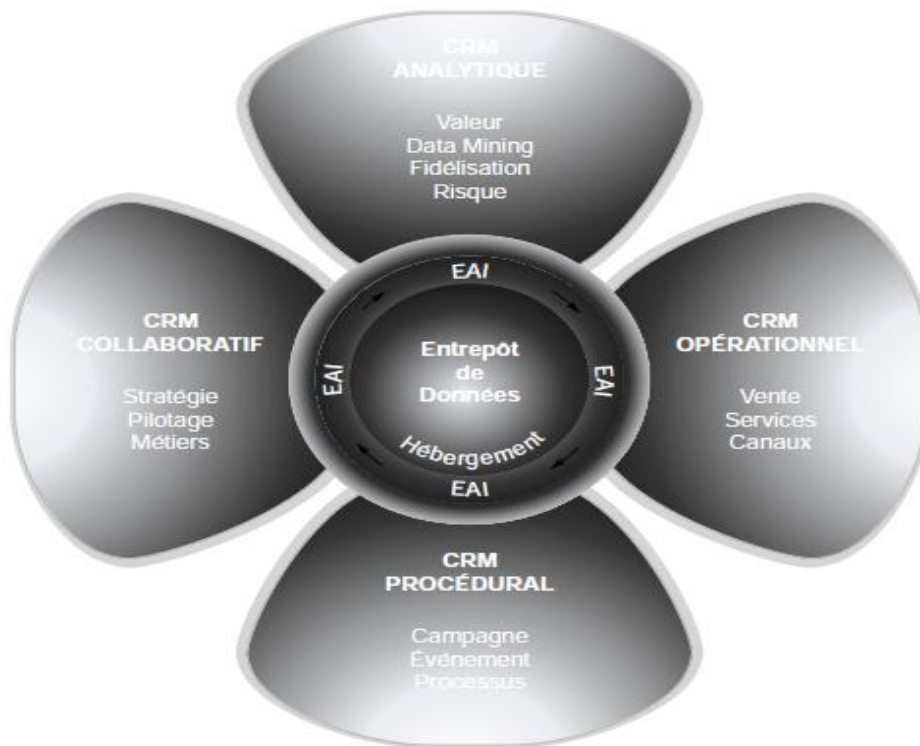 CRM
ANALYTIQUE
Valeur
Data Mining
Fidélisation
Risque
EAI
CRM
COLLABORATIF
Stratégie
Pilotage
Métiers
EAI
Entrepôt
de
Données
Hébergement
EAI
CRM
OPÉRATIONNEL
Vente
Services
Canaux
EAI
CRM
PROCÉDURAL
Campagne
Événement
Processus